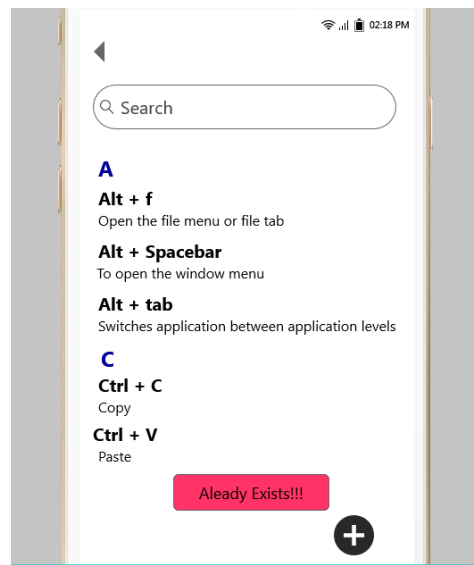 02:18 PM
Search
A
Alt + f
Open the file menu or file tab
Alt + Spacebar
To open the window menu
Alt + tab
Switches application between application levels
C
Ctrl + C
Copy
Ctrl + V
Paste
Aleady Exists!!!